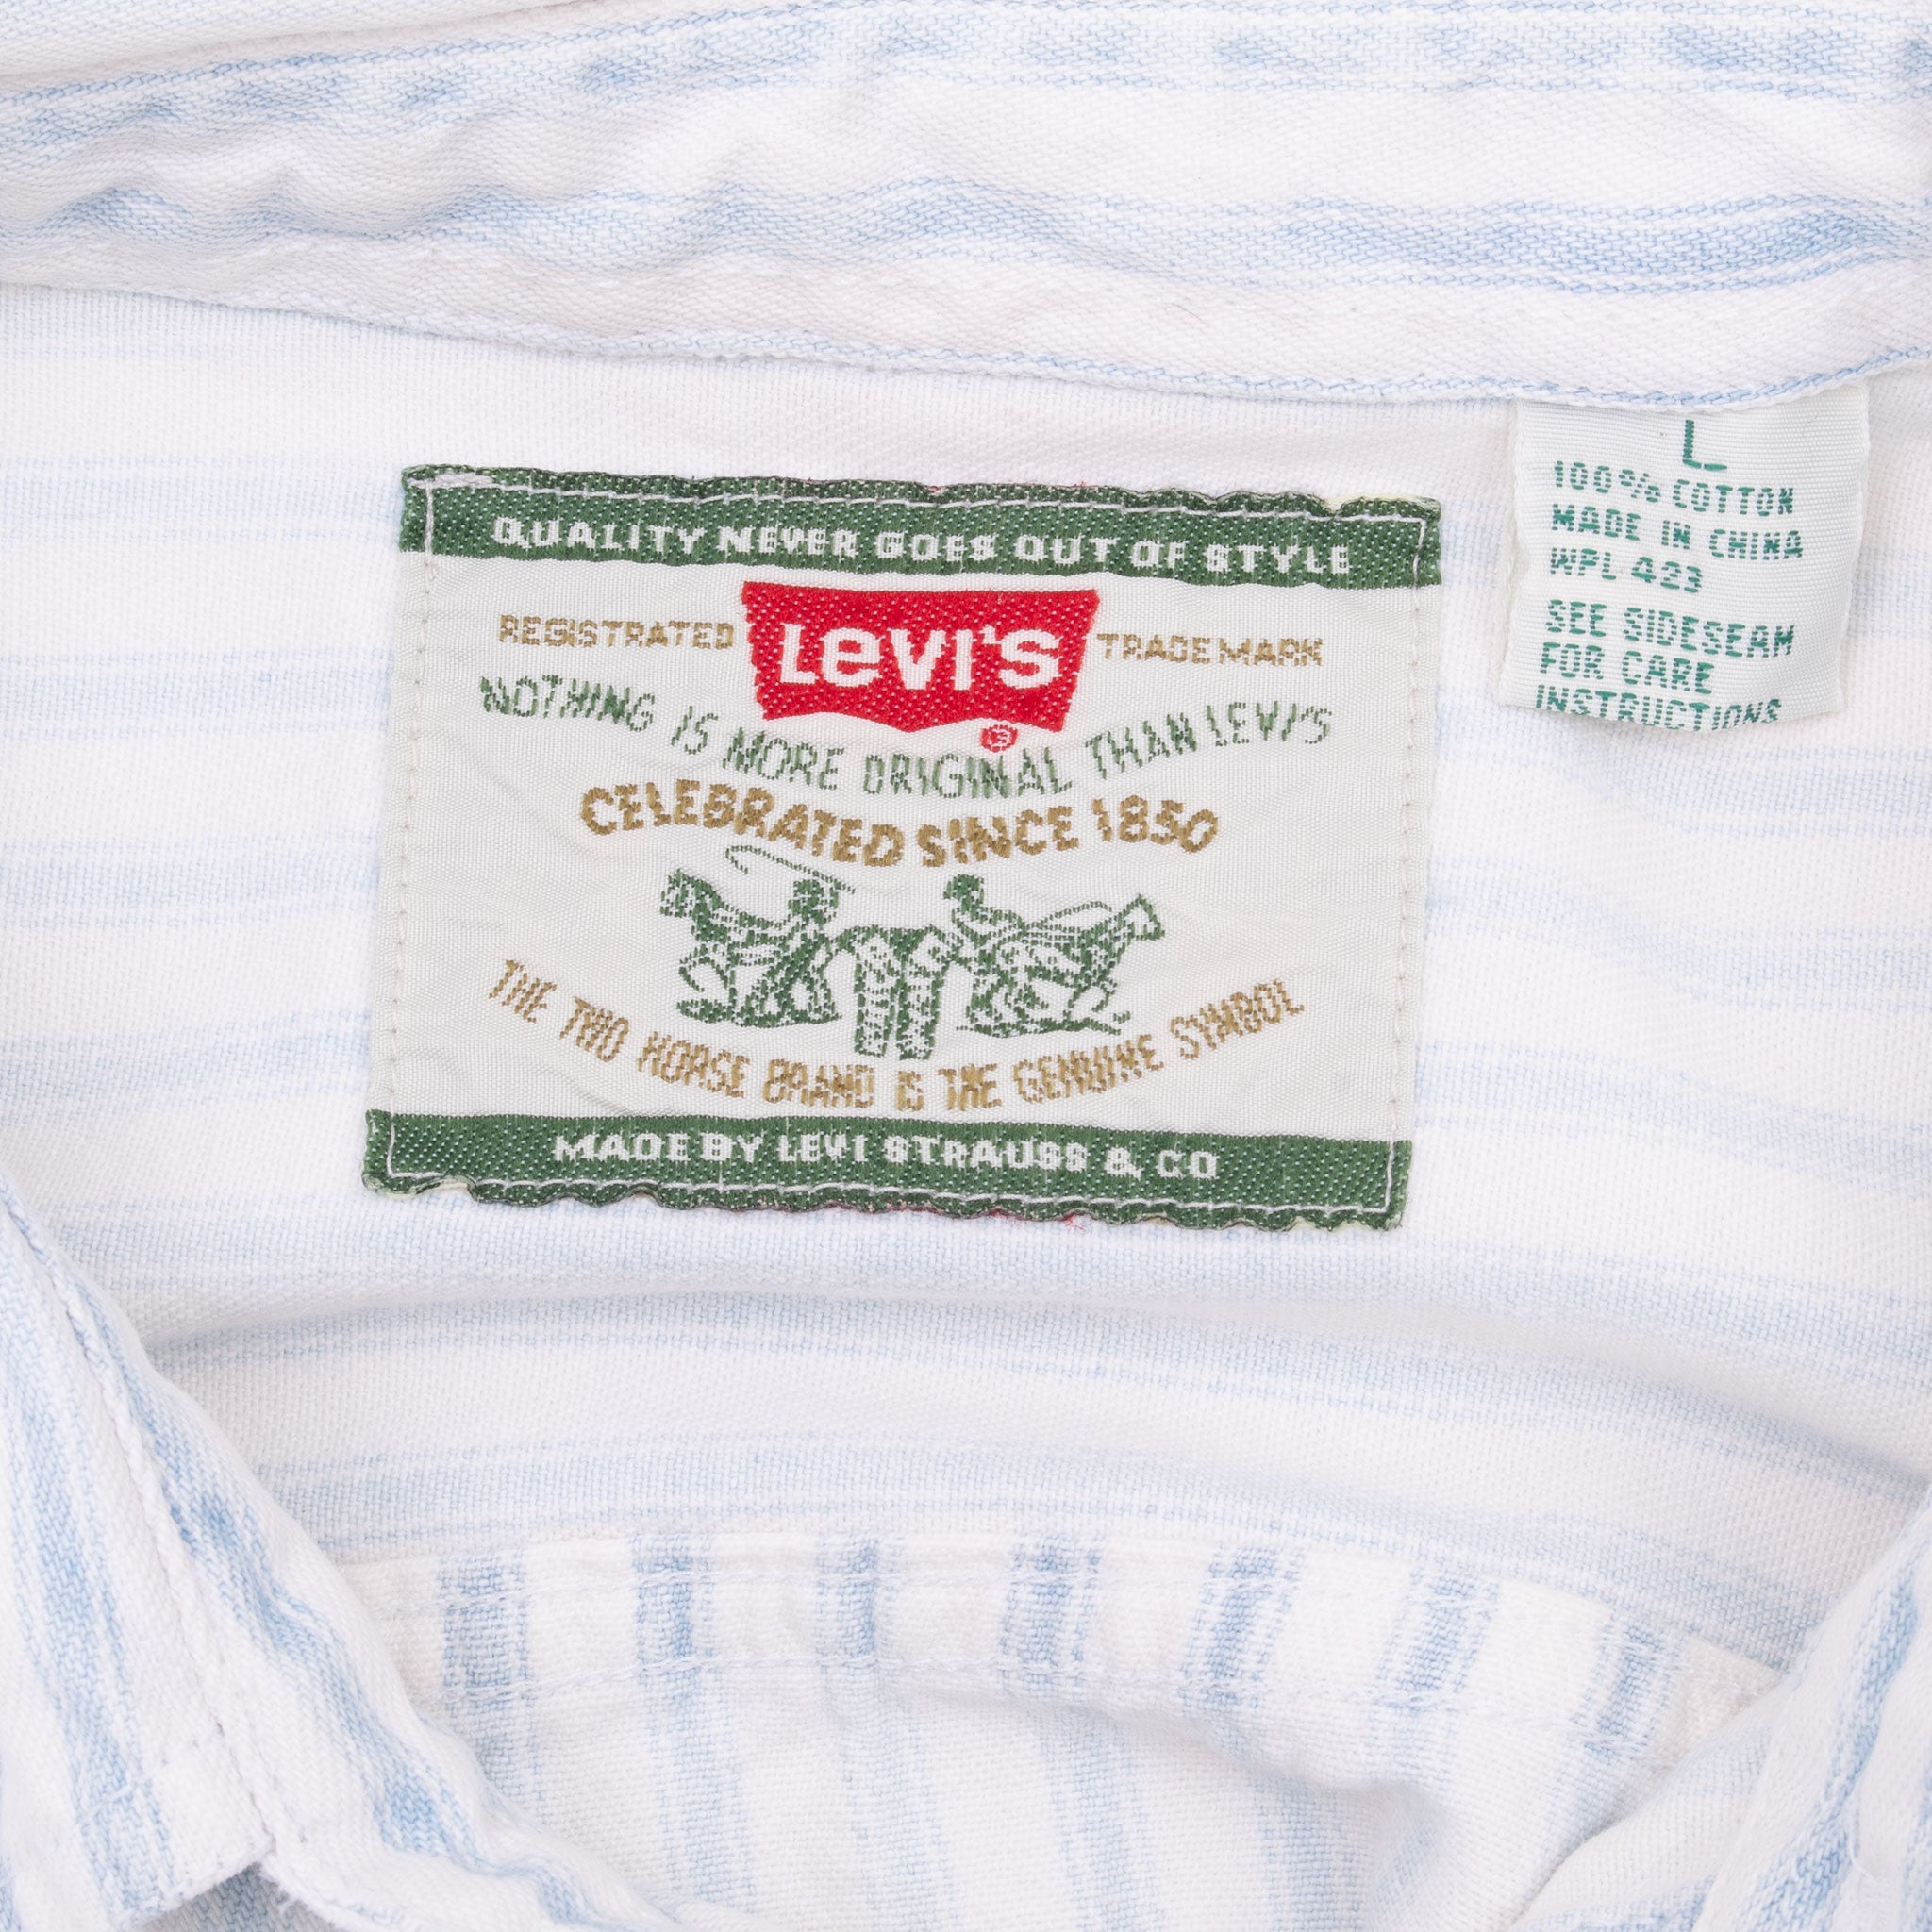 QUALITY NEVER GOES OUT OF STYLE
REGISTRATED LEVI'S TRADEMARK
®
NOTHING IS MORE ORIGINAL THAN LEVI'S
CELEBRATED SINCE 1850
THE TWO HORSE BRAND IS THE GENUINE SYMBOL
MADE BY LEVI STRAUSS & CO
L
100% COTTON
MADE IN CHINA
WPL 423
SEE SIDESEAM
FOR CARE
INSTRUCTIONS